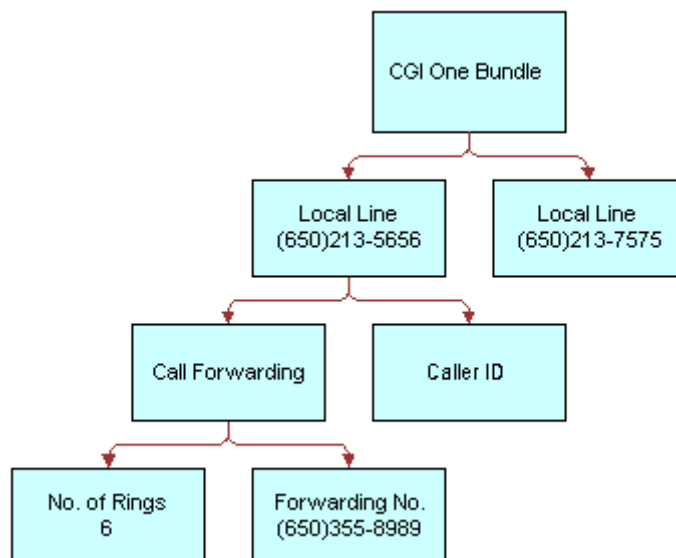 CGI One Bundle
Local Line
(650)213-5656
Local Line
(650)213-7575
Call Forwarding
Caller ID
No. of Rings
6
Forwarding No.
(650)355-8989